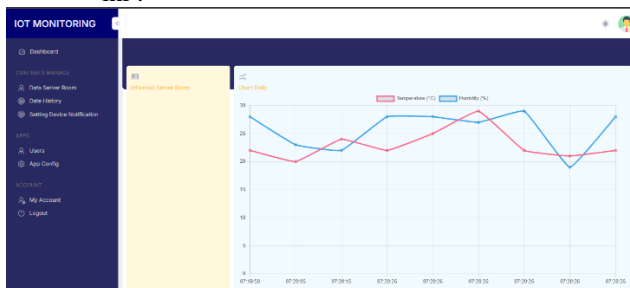 IOT MONITORING
Dashboard
CONTENTS MANAGE
Data Server Room
Data History
Setting Device Notification
APPS
Users
App Config
ACCOUNT
My Account
Logout
Informasi Server Room
Chart Daily
Temperature (°C)
Humidity (%)
30
25
20
15
10
5
0
07:19:50
07:20:05
07:20:15
07:20:25
07:20:25
07:20:25
07:20:25
07:20:25
07:20:25